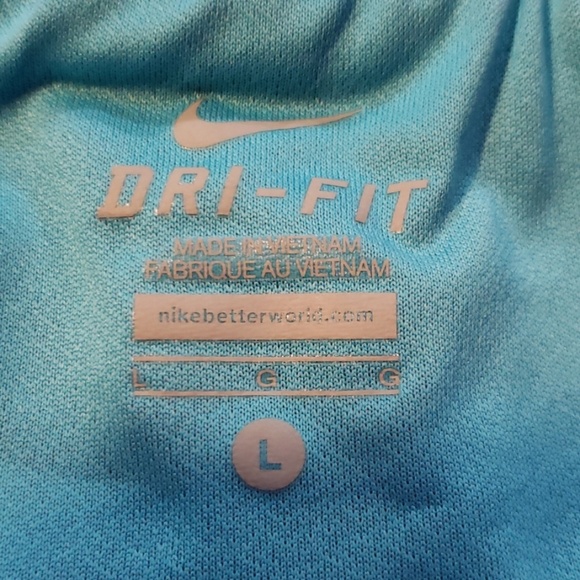 DRI-FIT
MADE IN VIETNAM
FABRIQUE AU VIETNAM
nikebetterworld.com
L G G
L